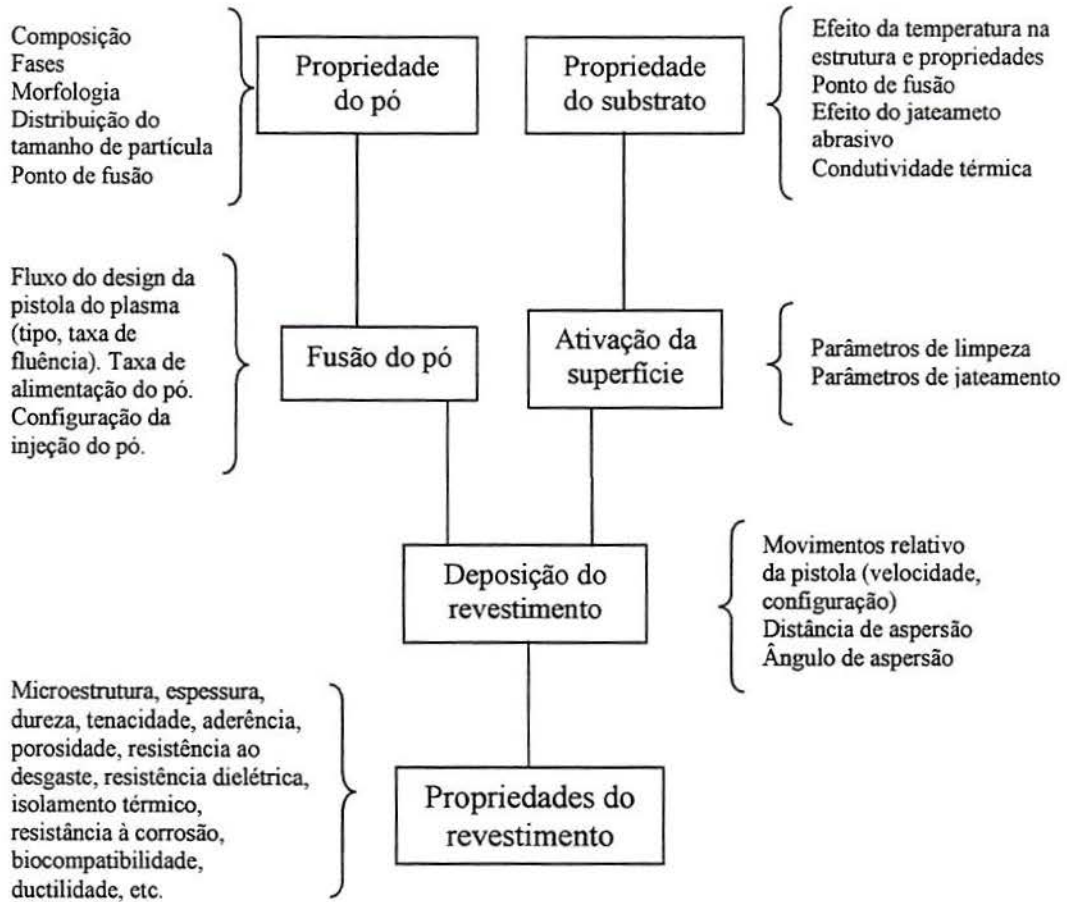 Composição
Fases
Morfologia
Distribuição do
tamanho de partícula
Ponto de fusão
Propriedade
do pó
Propriedade
do substrato
Efeito da temperatura na
estrutura e propriedades
Ponto de fusão
Efeito do jateameto
abrasivo
Condutividade térmica
Fluxo do design da
pistola do plasma
(tipo, taxa de
fluência). Taxa de
alimentação do pó.
Configuração da
injeção do pó.
Fusão do pó
Ativação da
superfície
Parâmetros de limpeza
Parâmetros de jateamento
Deposição do
revestimento
Movimentos relativo
da pistola (velocidade,
configuração)
Distância de aspersão
Ângulo de aspersão
Microestrutura, espessura,
dureza, tenacidade, aderência,
porosidade, resistência ao
desgaste, resistência dielétrica,
isolamento térmico,
resistância à corrosão,
biocompatibilidade,
ductilidade, etc.
Propriedades do
revestimento